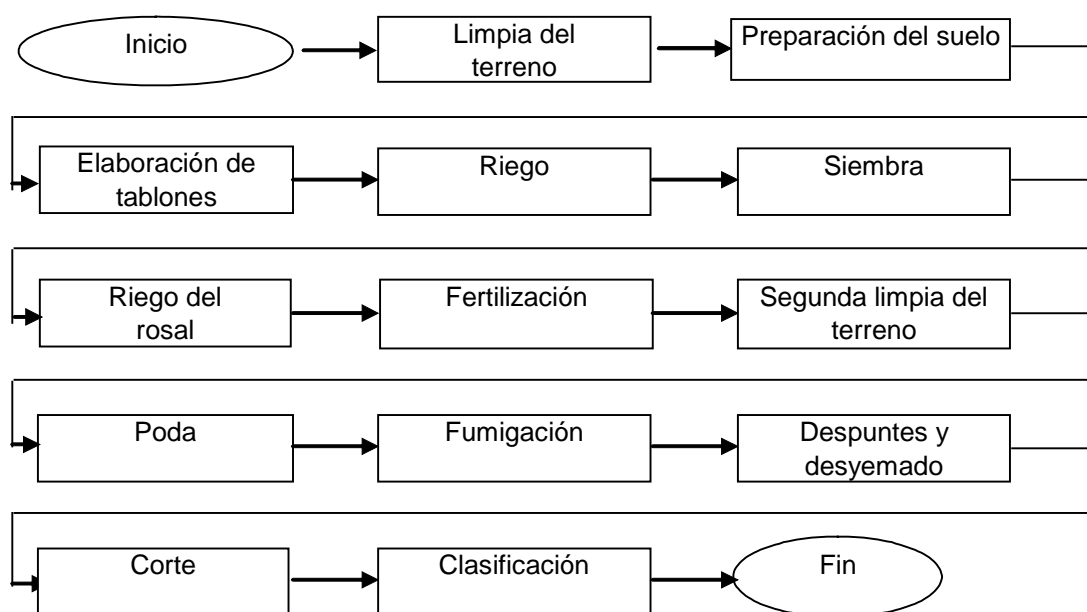 Inicio
Limpia del
terreno
Preparación del suelo
Elaboración de
tablones
Riego
Siembra
Riego del
rosal
Fertilización
Segunda limpia del
terreno
Poda
Fumigación
Despuntes y
desyemado
Corte
Clasificación
Fin